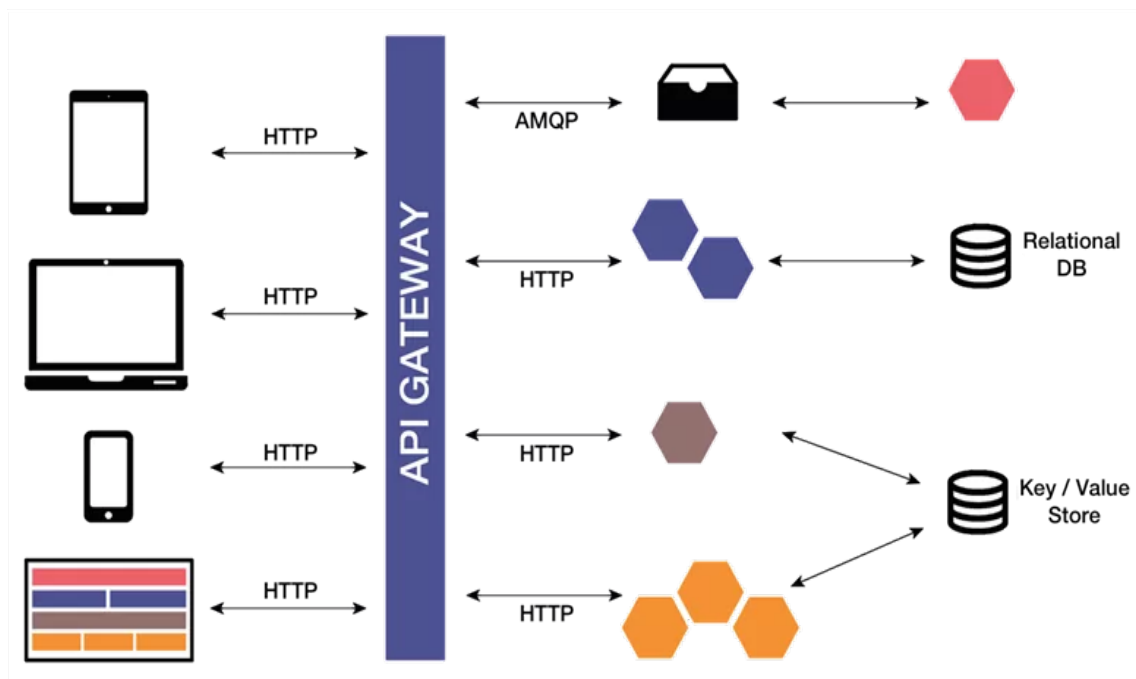 HTTP
HTTP
HTTP
HTTP
API GATEWAY
AMQP
HTTP
HTTP
HTTP
Relational
DB
Key / Value
Store